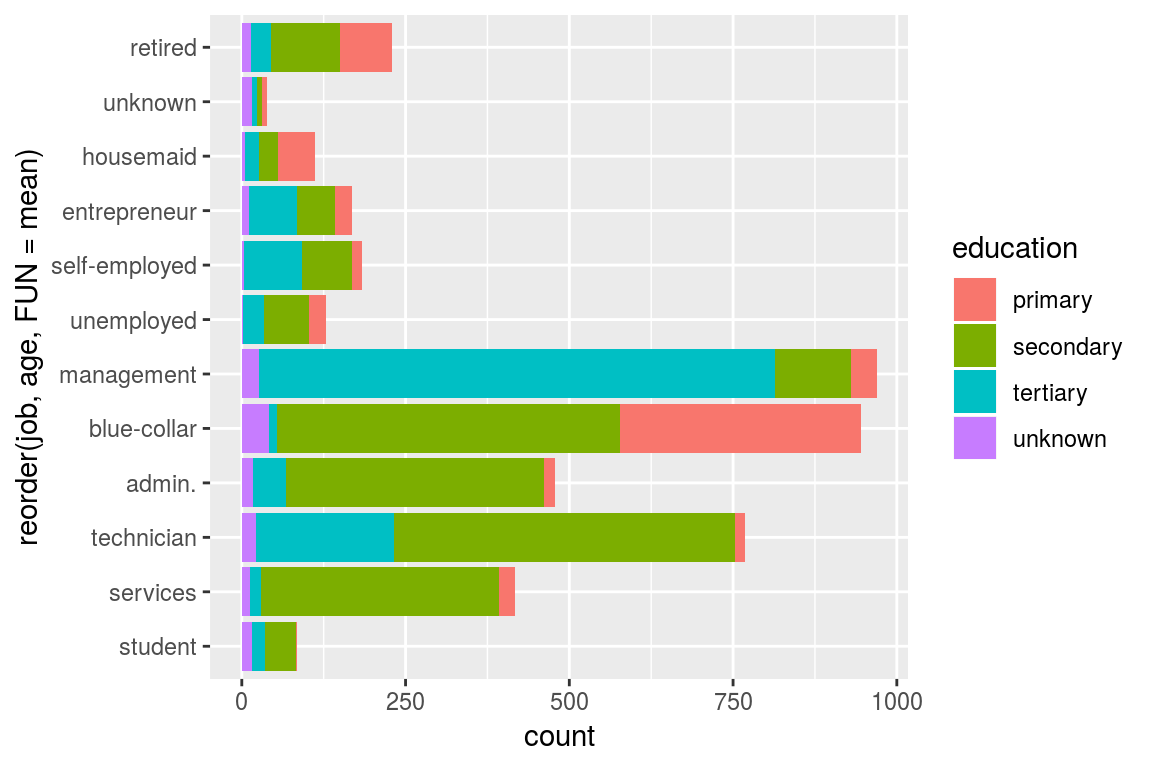 reorder(job, age, FUN = mean)
retired
unknown
housemaid
entrepreneur
self-employed
unemployed
management
blue-collar
admin.
technician
services
student
0 250 500 750 1000
count
education
primary
secondary
tertiary
unknown